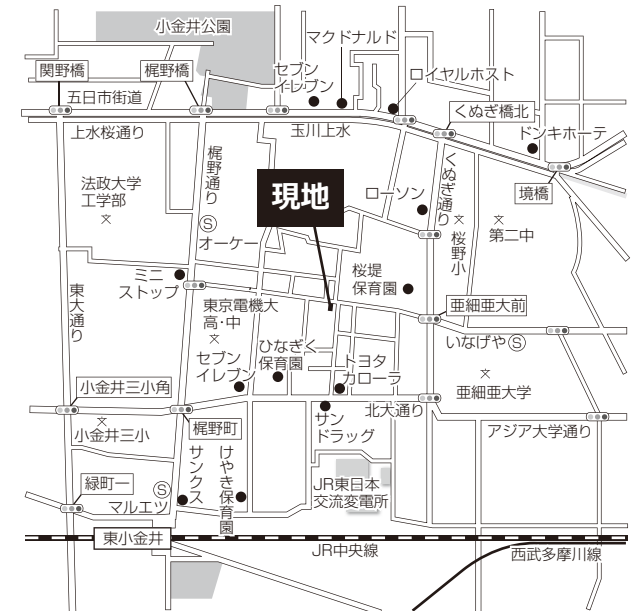 小金井公園
マクドナルド
セブン
イレブン
ロイヤルホスト
関野橋
梶野橋
五日市街道
くぬぎ橋北
ドンキホーテ
上水桜通り
玉川上水
境橋
梶野通り
くぬぎ通り
法政大学
工学部
現地
ローソン
文
文
第二中
桜野小
文
Ⓢ
オーケー
ミニ
ストップ
桜堤
保育園
東大通り
東京電機大
高・中
文
亜細亜大前
いなげやⓈ
ひなぎく
保育園
セブン
イレブン
トヨタ
カローラ
文
亜細亜大学
小金井三小角
北大通り
文
小金井三小
梶野町
サン
ドラッグ
アジア大学通り
緑町一
Ⓢ
マルエツ
サンクス
けやき保育園
JR東日本
交流変電所
東小金井
JR中央線
西武多摩川線